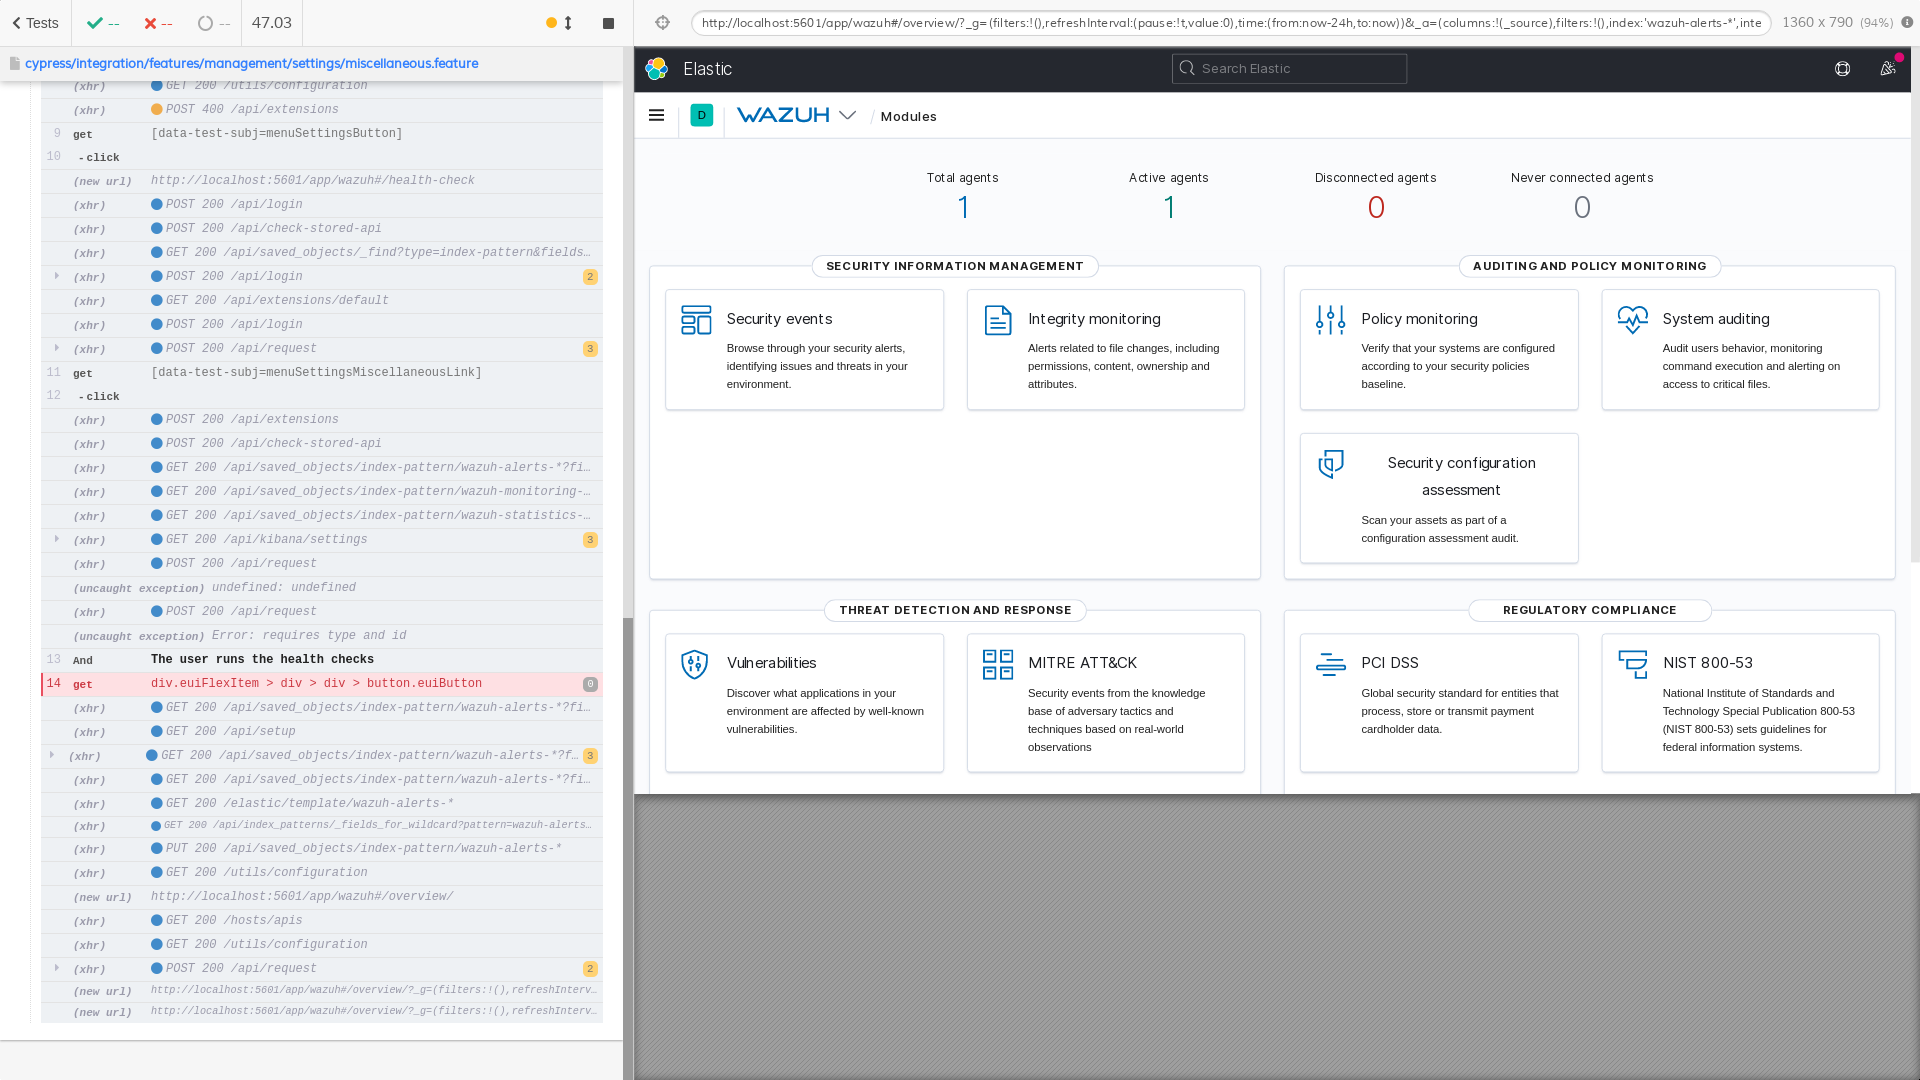 Tests
--
--
--
47.03
cypress/integration/features/management/settings/miscellaneous.feature
(xhr) GET 200 /utils/configuration
(xhr) POST 400 /api/extensions
9 get [data-test-subj=menuSettingsButton]
10 -click
(new url) http://localhost:5601/app/wazuh#/health-check
(xhr) POST 200 /api/login
(xhr) POST 200 /api/check-stored-api
(xhr) GET 200 /api/saved_objects/_find?type=index-pattern&fields…
(xhr) POST 200 /api/login 2
(xhr) GET 200 /api/extensions/default
(xhr) POST 200 /api/login
(xhr) POST 200 /api/request 3
11 get [data-test-subj=menuSettingsMiscellaneousLink]
12 -click
(xhr) POST 200 /api/extensions
(xhr) POST 200 /api/check-stored-api
(xhr) GET 200 /api/saved_objects/index-pattern/wazuh-alerts-*?fi…
(xhr) GET 200 /api/saved_objects/index-pattern/wazuh-monitoring-…
(xhr) GET 200 /api/saved_objects/index-pattern/wazuh-statistics-…
(xhr) GET 200 /api/kibana/settings 3
(xhr) POST 200 /api/request
(uncaught exception) undefined: undefined
(xhr) POST 200 /api/request
(uncaught exception) Error: requires type and id
13 And The user runs the health checks
14 get div.euiFlexItem > div > div > button.euiButton 0
(xhr) GET 200 /api/saved_objects/index-pattern/wazuh-alerts-*?fi…
(xhr) GET 200 /api/setup
(xhr) GET 200 /api/saved_objects/index-pattern/wazuh-alerts-*?f… 3
(xhr) GET 200 /api/saved_objects/index-pattern/wazuh-alerts-*?fi…
(xhr) GET 200 /elastic/template/wazuh-alerts-*
(xhr) GET 200 /api/index_patterns/_fields_for_wildcard?pattern=wazuh-alerts…
(xhr) PUT 200 /api/saved_objects/index-pattern/wazuh-alerts-*
(xhr) GET 200 /utils/configuration
(new url) http://localhost:5601/app/wazuh#/overview/
(xhr) GET 200 /hosts/apis
(xhr) GET 200 /utils/configuration
(xhr) POST 200 /api/request 2
(new url) http://localhost:5601/app/wazuh#/overview/?_g=(filters:!(),refreshInterv…
(new url) http://localhost:5601/app/wazuh#/overview/?_g=(filters:!(),refreshInterv…
http://localhost:5601/app/wazuh#/overview/?_g=(filters:!(),refreshInterval:(pause:!t,value:0),time:(from:now-24h,to:now))&_a=(columns:!(_source),filters:!(),index:'wazuh-alerts-*',inte
1360 x 790 (94%)
Elastic
Search Elastic
D
WAZUH
/ Modules
Total agents
1
Active agents
1
Disconnected agents
0
Never connected agents
0
SECURITY INFORMATION MANAGEMENT
Security events
Browse through your security alerts,
identifying issues and threats in your
environment.
Integrity monitoring
Alerts related to file changes, including
permissions, content, ownership and
attributes.
AUDITING AND POLICY MONITORING
Policy monitoring
Verify that your systems are configured
according to your security policies
baseline.
System auditing
Audit users behavior, monitoring
command execution and alerting on
access to critical files.
Security configuration
assessment
Scan your assets as part of a
configuration assessment audit.
THREAT DETECTION AND RESPONSE
Vulnerabilities
Discover what applications in your
environment are affected by well-known
vulnerabilities.
MITRE ATT&CK
Security events from the knowledge
base of adversary tactics and
techniques based on real-world
observations
REGULATORY COMPLIANCE
PCI DSS
Global security standard for entities that
process, store or transmit payment
cardholder data.
NIST 800-53
National Institute of Standards and
Technology Special Publication 800-53
(NIST 800-53) sets guidelines for
federal information systems.